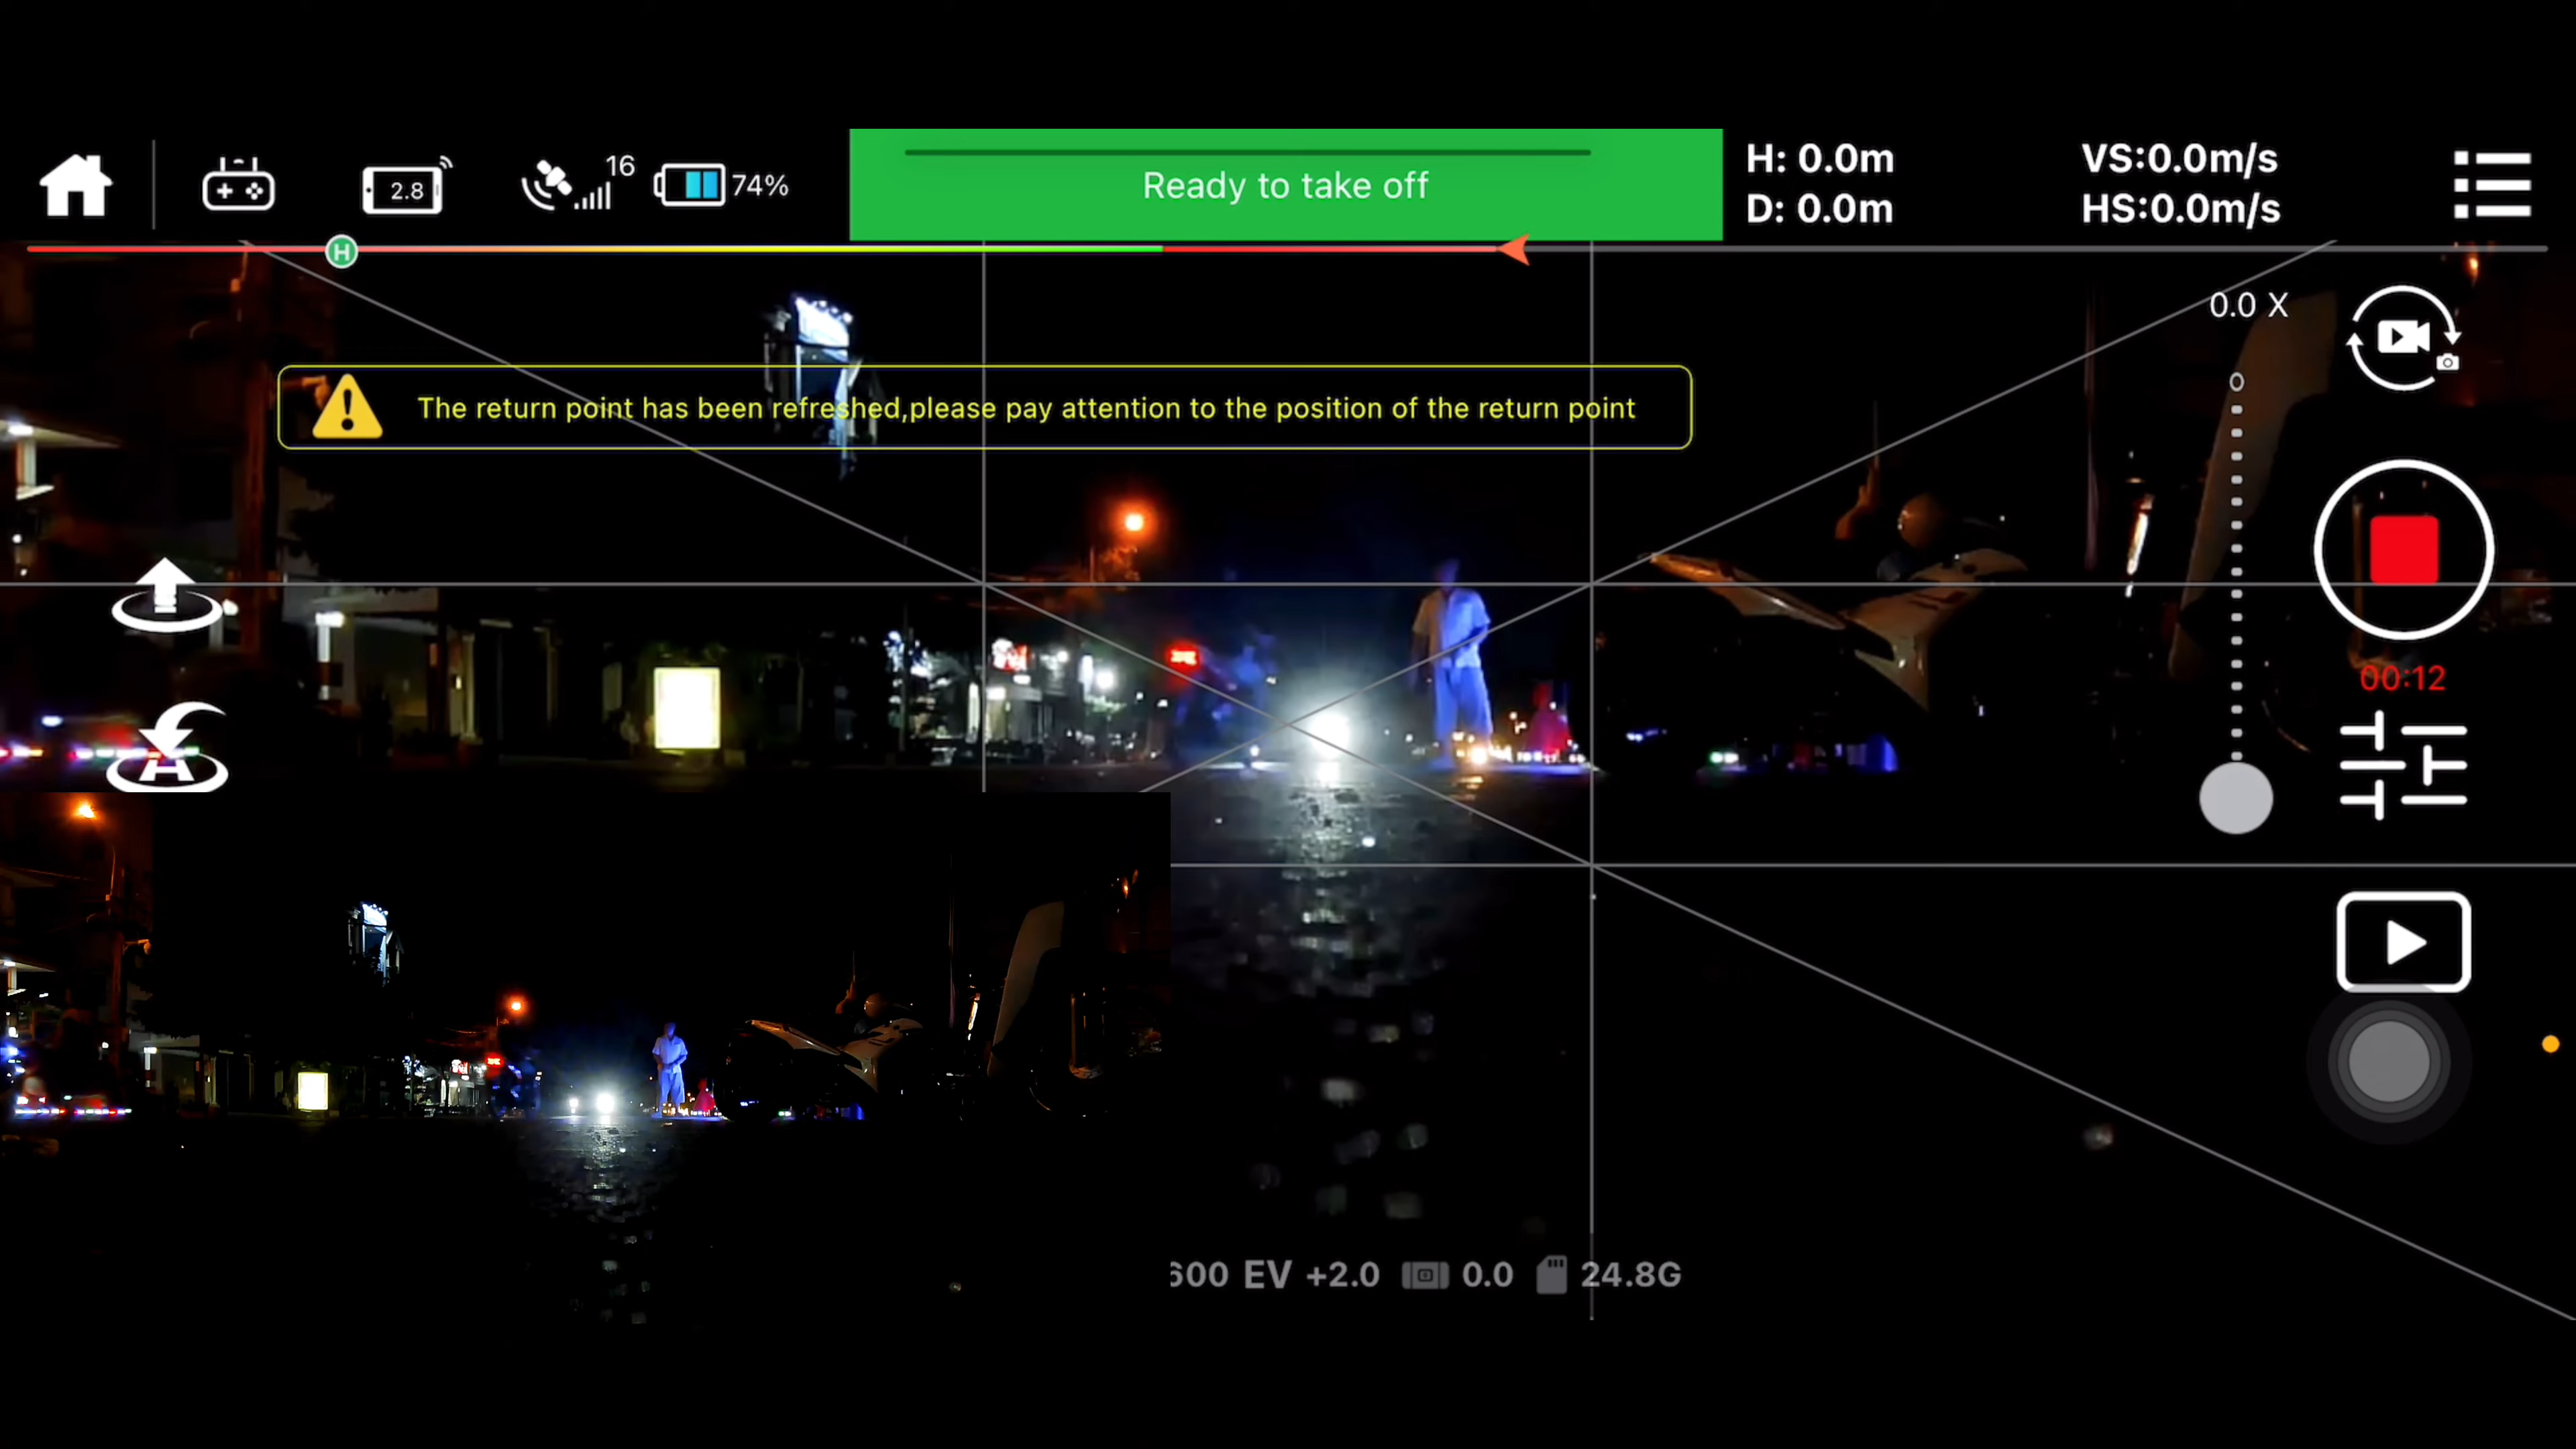 2.8
16
74%
Ready to take off
H: 0.0m
VS:0.0m/s
D: 0.0m
HS:0.0m/s
H
0.0 X
The return point has been refreshed,please pay attention to the position of the return point
00:12
600 EV +2.0 0.0 24.8G